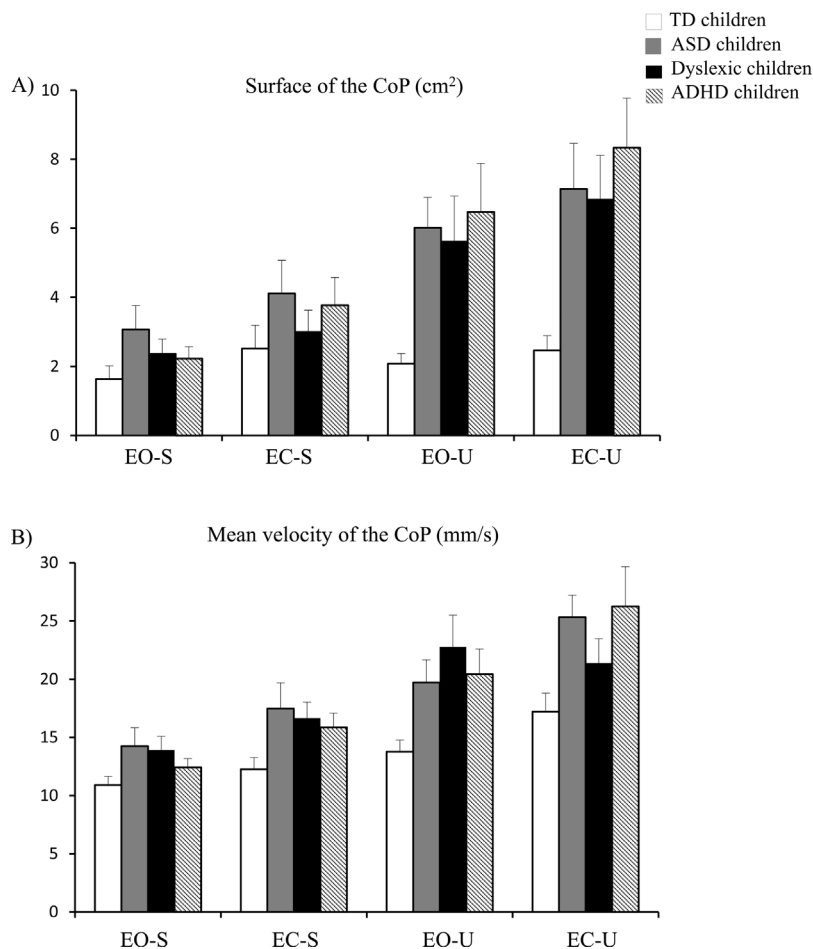 TD children
ASD children
Dyslexic children
ADHD children
A) Surface of the CoP (cm²)
10
8
6
4
2
0
EO-S EC-S EO-U EC-U
B) Mean velocity of the CoP (mm/s)
30
25
20
15
10
5
0
EO-S EC-S EO-U EC-U